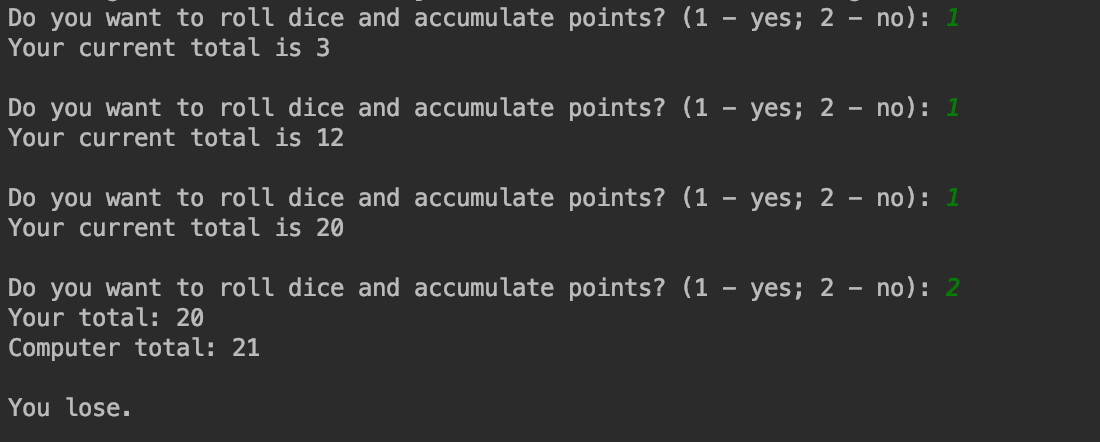 Do you want to roll dice and accumulate points? (1 – yes; 2 – no): 1
Your current total is 3
Do you want to roll dice and accumulate points? (1 – yes; 2 – no): 1
Your current total is 12
Do you want to roll dice and accumulate points? (1 – yes; 2 – no): 1
Your current total is 20
Do you want to roll dice and accumulate points? (1 – yes; 2 – no): 2
Your total: 20
Computer total: 21
You lose.